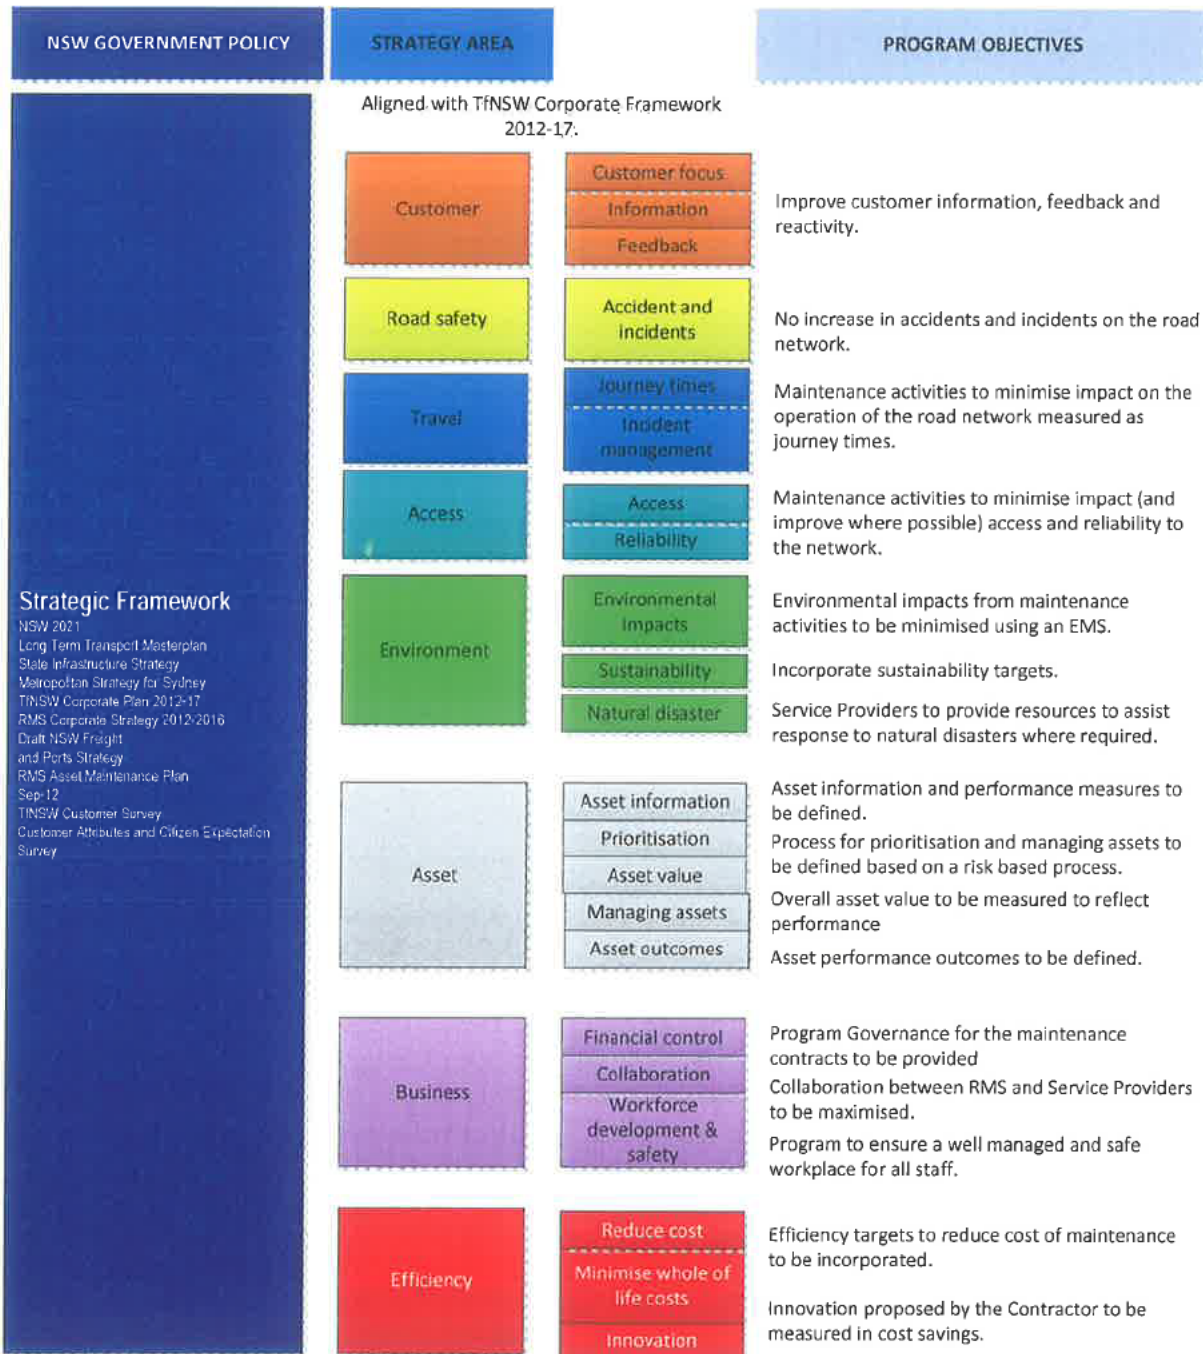 NSW GOVERNMENT POLICY
STRATEGY AREA
PROGRAM OBJECTIVES
Aligned with TfNSW Corporate Framework
2012-17.
Strategic Framework
NSW 2021
Long Term Transport Masterplan
State Infrastructure Strategy
Metropolitan Strategy for Sydney
TfNSW Corporate Plan 2012-17
RMS Corporate Strategy 2012-2016
Draft NSW Freight
and Ports Strategy
RMS Asset Maintenance Plan
Sep-12
TfNSW Customer Survey
Customer Attributes and Citizen Expectation
Survey
Customer
Customer focus
Information
Feedback
Improve customer information, feedback and
reactivity.
Road safety
Accident and
incidents
No increase in accidents and incidents on the road
network.
Travel
Journey times
Incident
management
Maintenance activities to minimise impact on the
operation of the road network measured as
journey times.
Access
Access
Reliability
Maintenance activities to minimise impact (and
improve where possible) access and reliability to
the network.
Environment
Environmental
Impacts
Sustainability
Natural disaster
Environmental impacts from maintenance
activities to be minimised using an EMS.
Incorporate sustainability targets.
Service Providers to provide resources to assist
response to natural disasters where required.
Asset
Asset information
Prioritisation
Asset value
Managing assets
Asset outcomes
Asset information and performance measures to
be defined.
Process for prioritisation and managing assets to
be defined based on a risk based process.
Overall asset value to be measured to reflect
performance
Asset performance outcomes to be defined.
Business
Financial control
Collaboration
Workforce
development &
safety
Program Governance for the maintenance
contracts to be provided
Collaboration between RMS and Service Providers
to be maximised.
Program to ensure a well managed and safe
workplace for all staff.
Efficiency
Reduce cost
Minimise whole of
life costs
Innovation
Efficiency targets to reduce cost of maintenance
to be incorporated.
Innovation proposed by the Contractor to be
measured in cost savings.